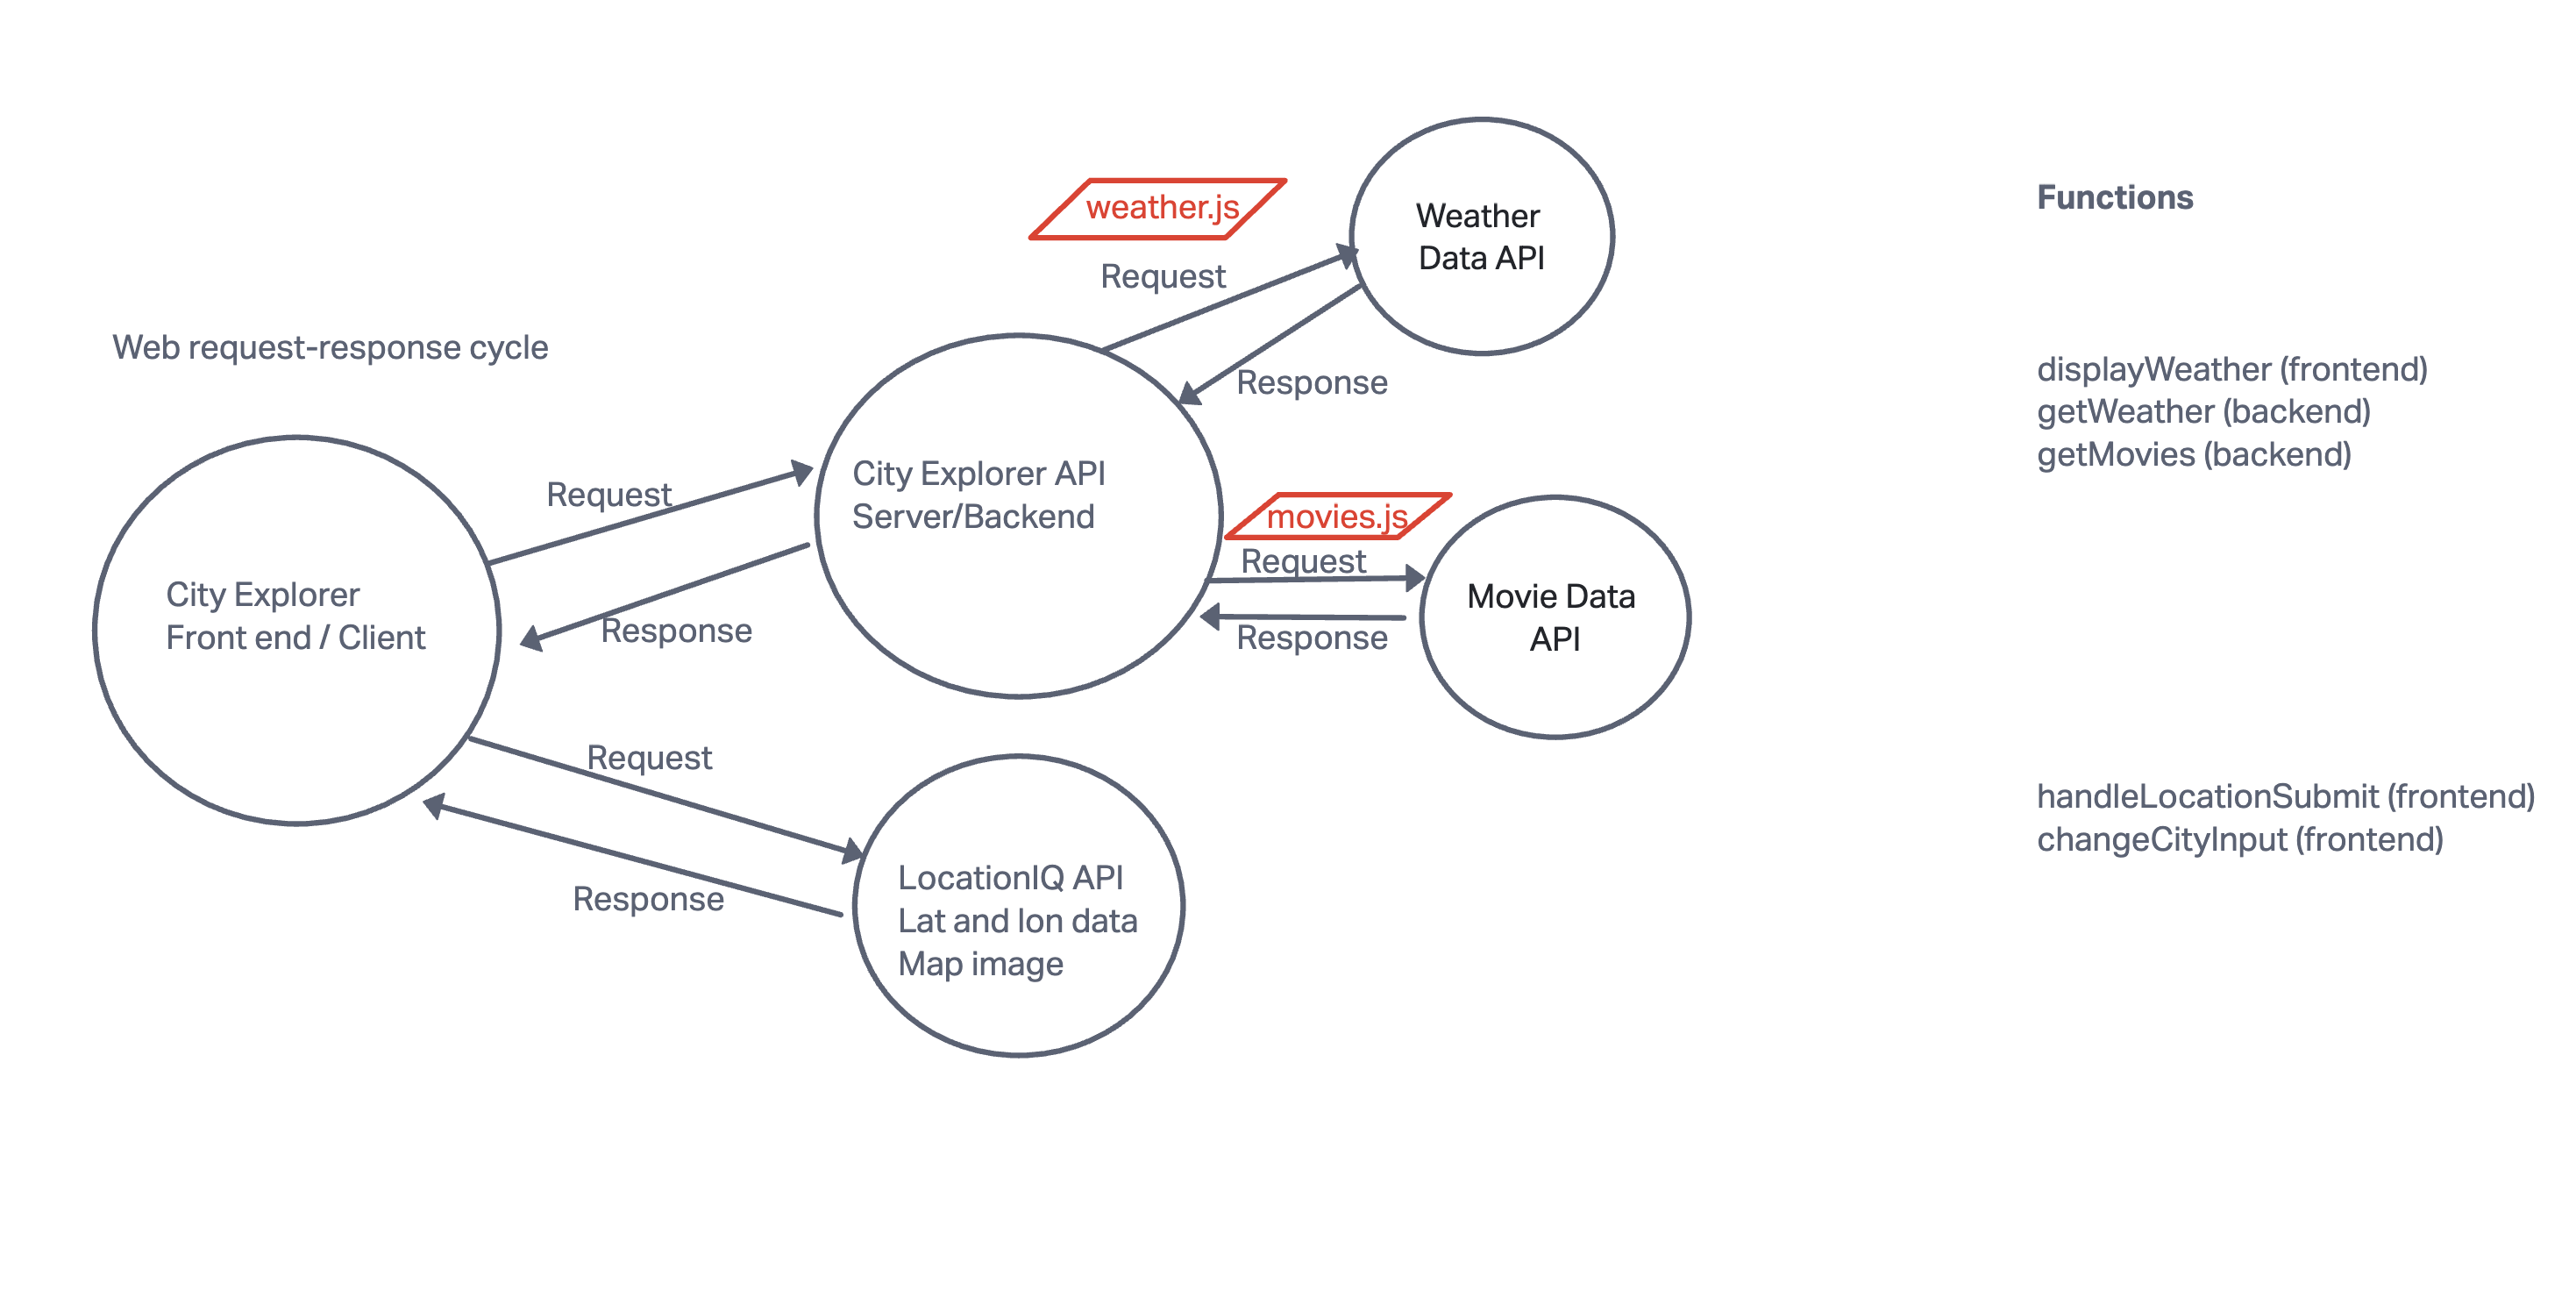 Web request-response cycle
City Explorer
Front end / Client
Request
Response
Request
Response
City Explorer API
Server/Backend
weather.js
Request
Response
Weather
Data API
movies.js
Request
Response
Movie Data
API
LocationIQ API
Lat and lon data
Map image
Functions
displayWeather (frontend)
getWeather (backend)
getMovies (backend)
handleLocationSubmit (frontend)
changeCityInput (frontend)